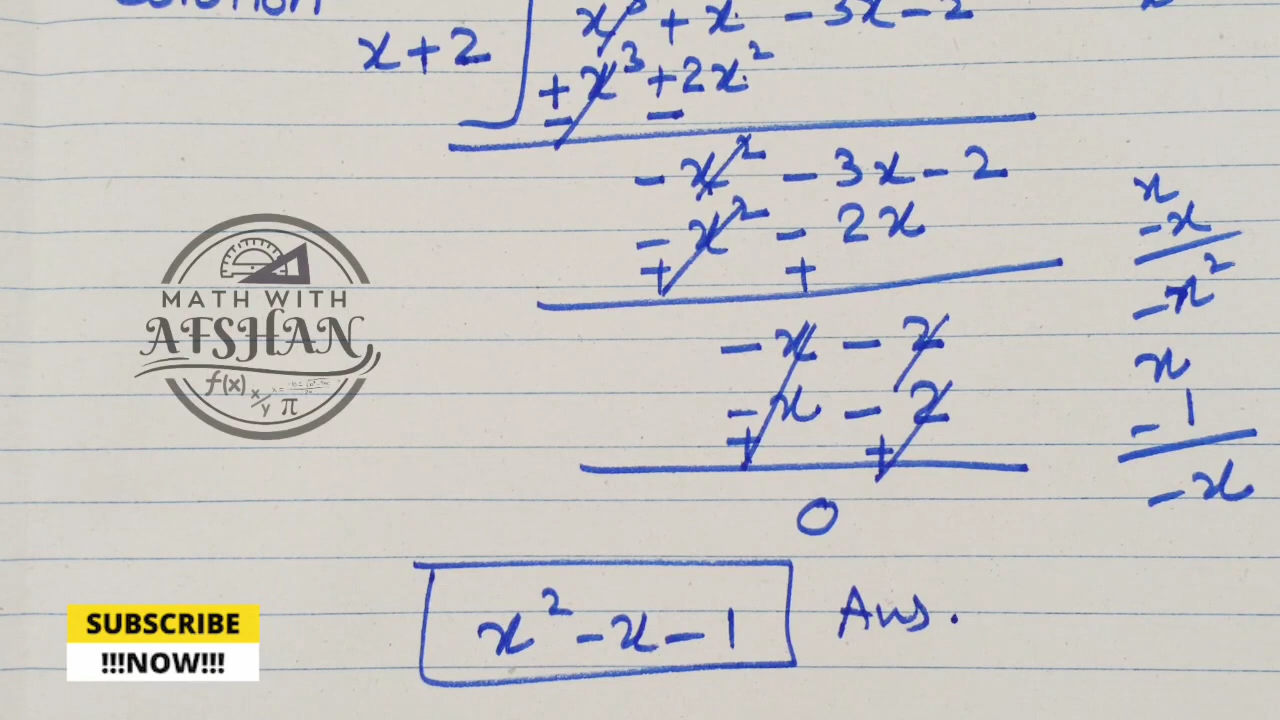 Solution
x+2 x³ + x² - 3x - 2
+x³ +2x²
- -
-x² - 3x - 2
-x² - 2x
+ +
-x - 2
-x - 2
+ +
0
x² - x - 1 Ans.
x
-x
-x²
x
-1
-x
MATH WITH
AFSHAN
f(x) x/y π
SUBSCRIBE
!!!NOW!!!